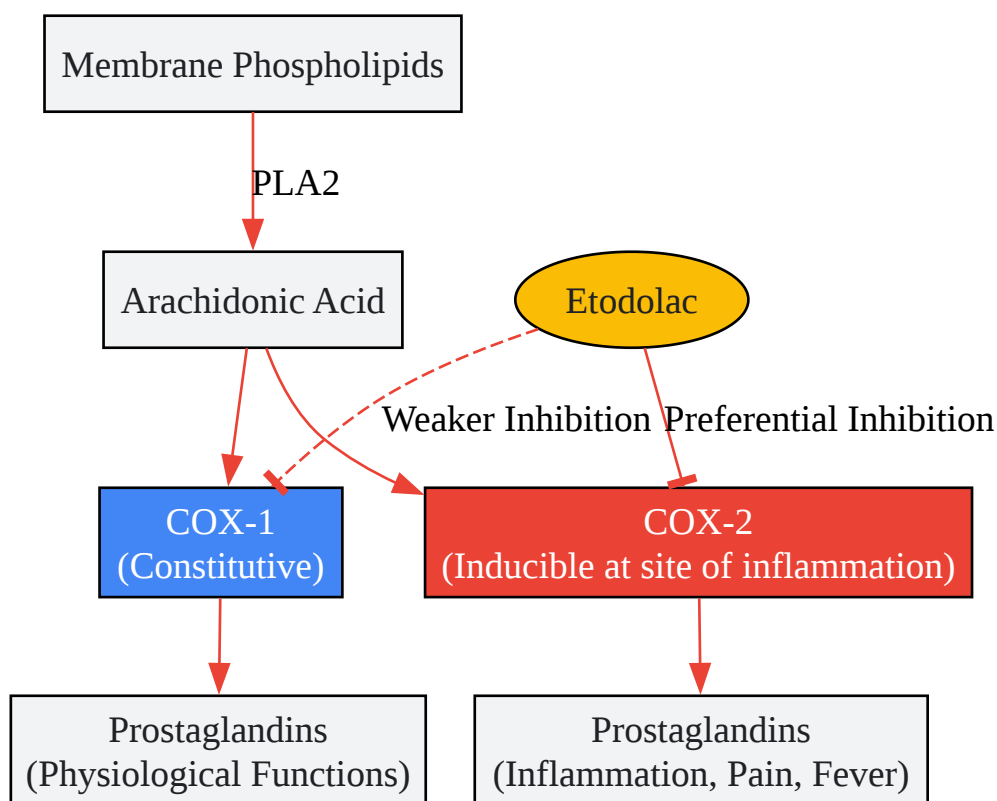 Membrane Phospholipids
PLA2
Arachidonic Acid
Etodolac
Weaker Inhibition
Preferential Inhibition
COX-1
(Constitutive)
COX-2
(Inducible at site of inflammation)
Prostaglandins
(Physiological Functions)
Prostaglandins
(Inflammation, Pain, Fever)